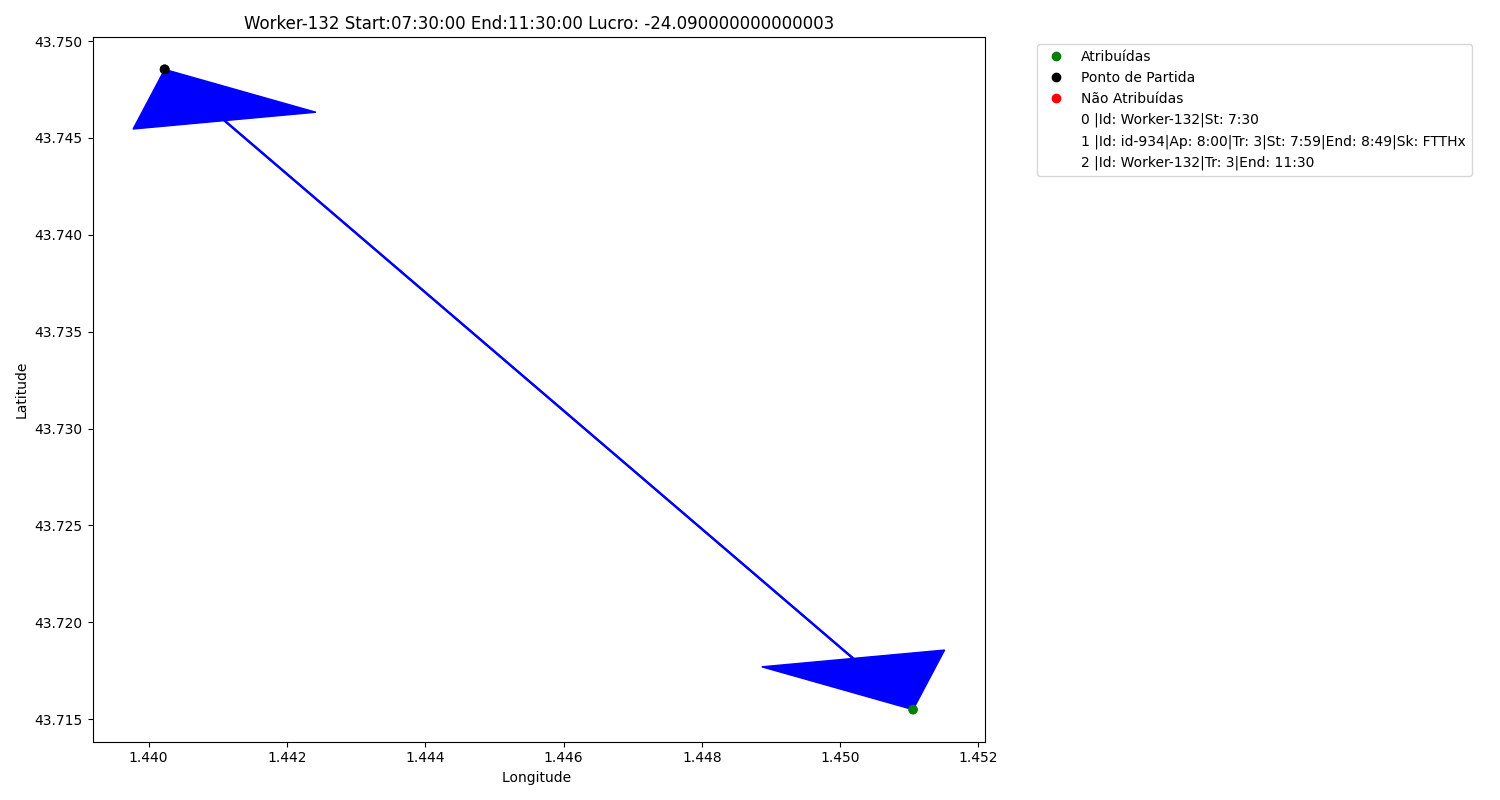 Worker-132 Start:07:30:00 End:11:30:00 Lucro: -24.090000000000003
43.750
43.745
43.740
43.735
43.730
43.725
43.720
43.715
Latitude
1.440 1.442 1.444 1.446 1.448 1.450 1.452
Longitude
Atribuídas
Ponto de Partida
Não Atribuídas
0 |Id: Worker-132|St: 7:30
1 |Id: id-934|Ap: 8:00|Tr: 3|St: 7:59|End: 8:49|Sk: FTTHx
2 |Id: Worker-132|Tr: 3|End: 11:30